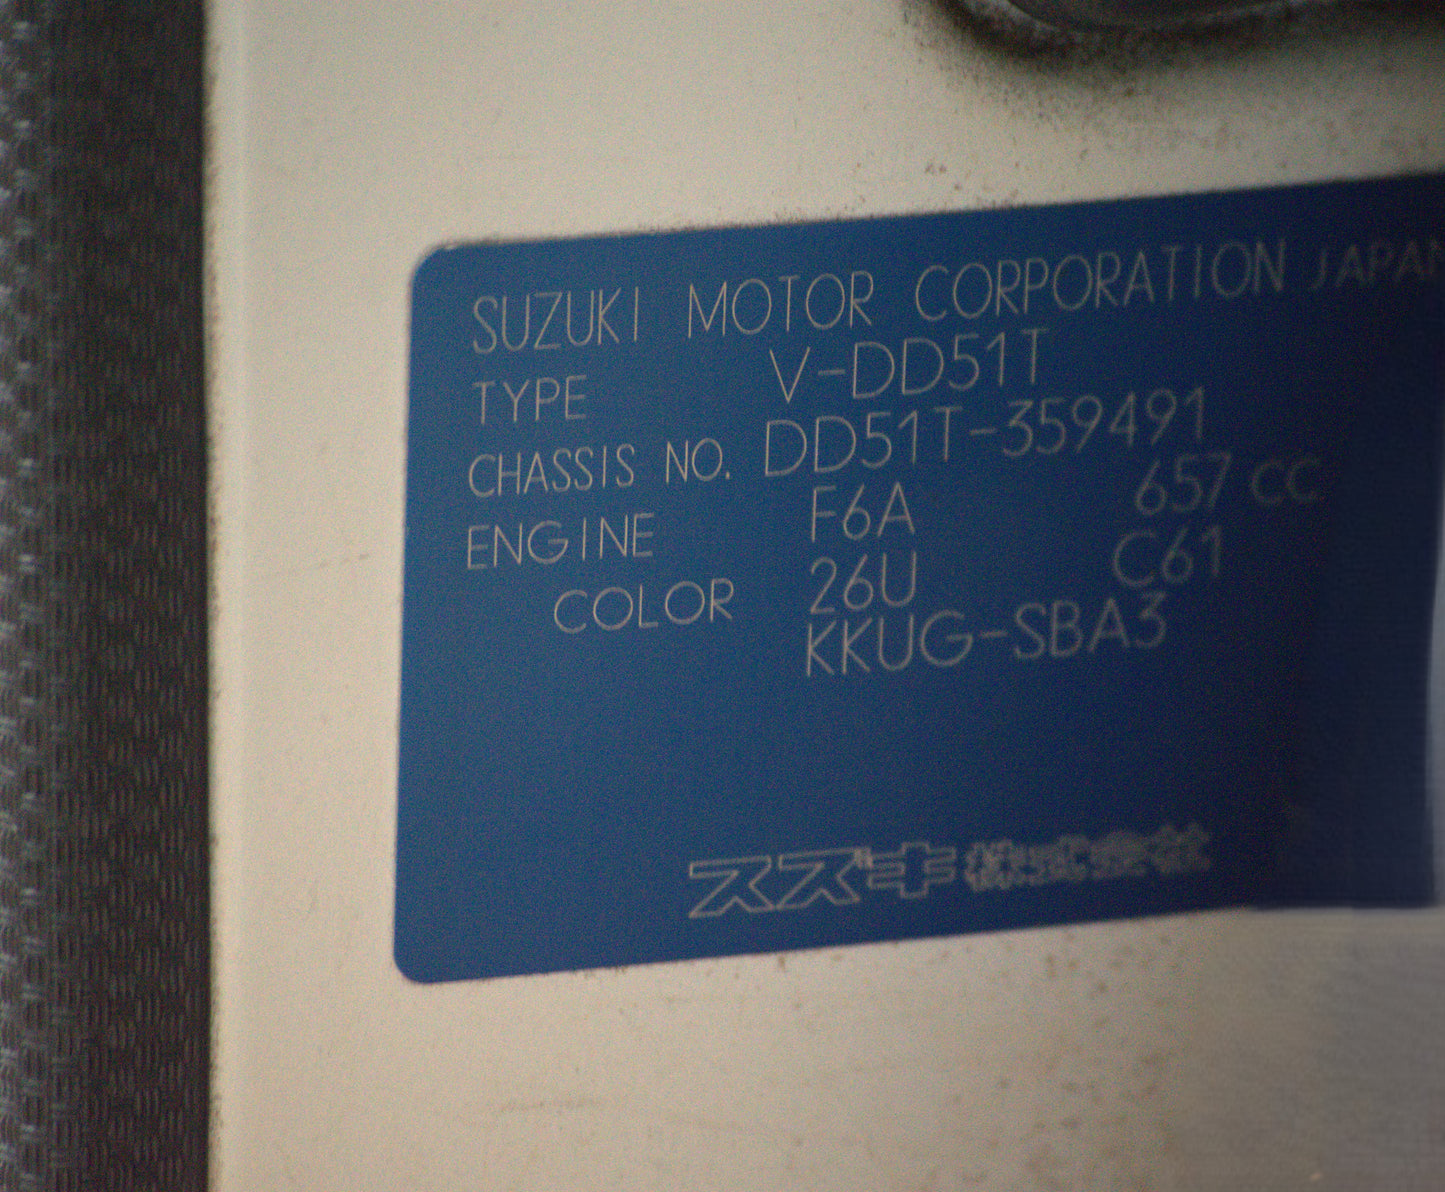 SUZUKI MOTOR CORPORATION JAPAN
TYPE V-DD51T
CHASSIS NO. DD51T-359491
ENGINE F6A 657 CC
COLOR 26U C61
KKUG-SBA3
スズキ株式会社